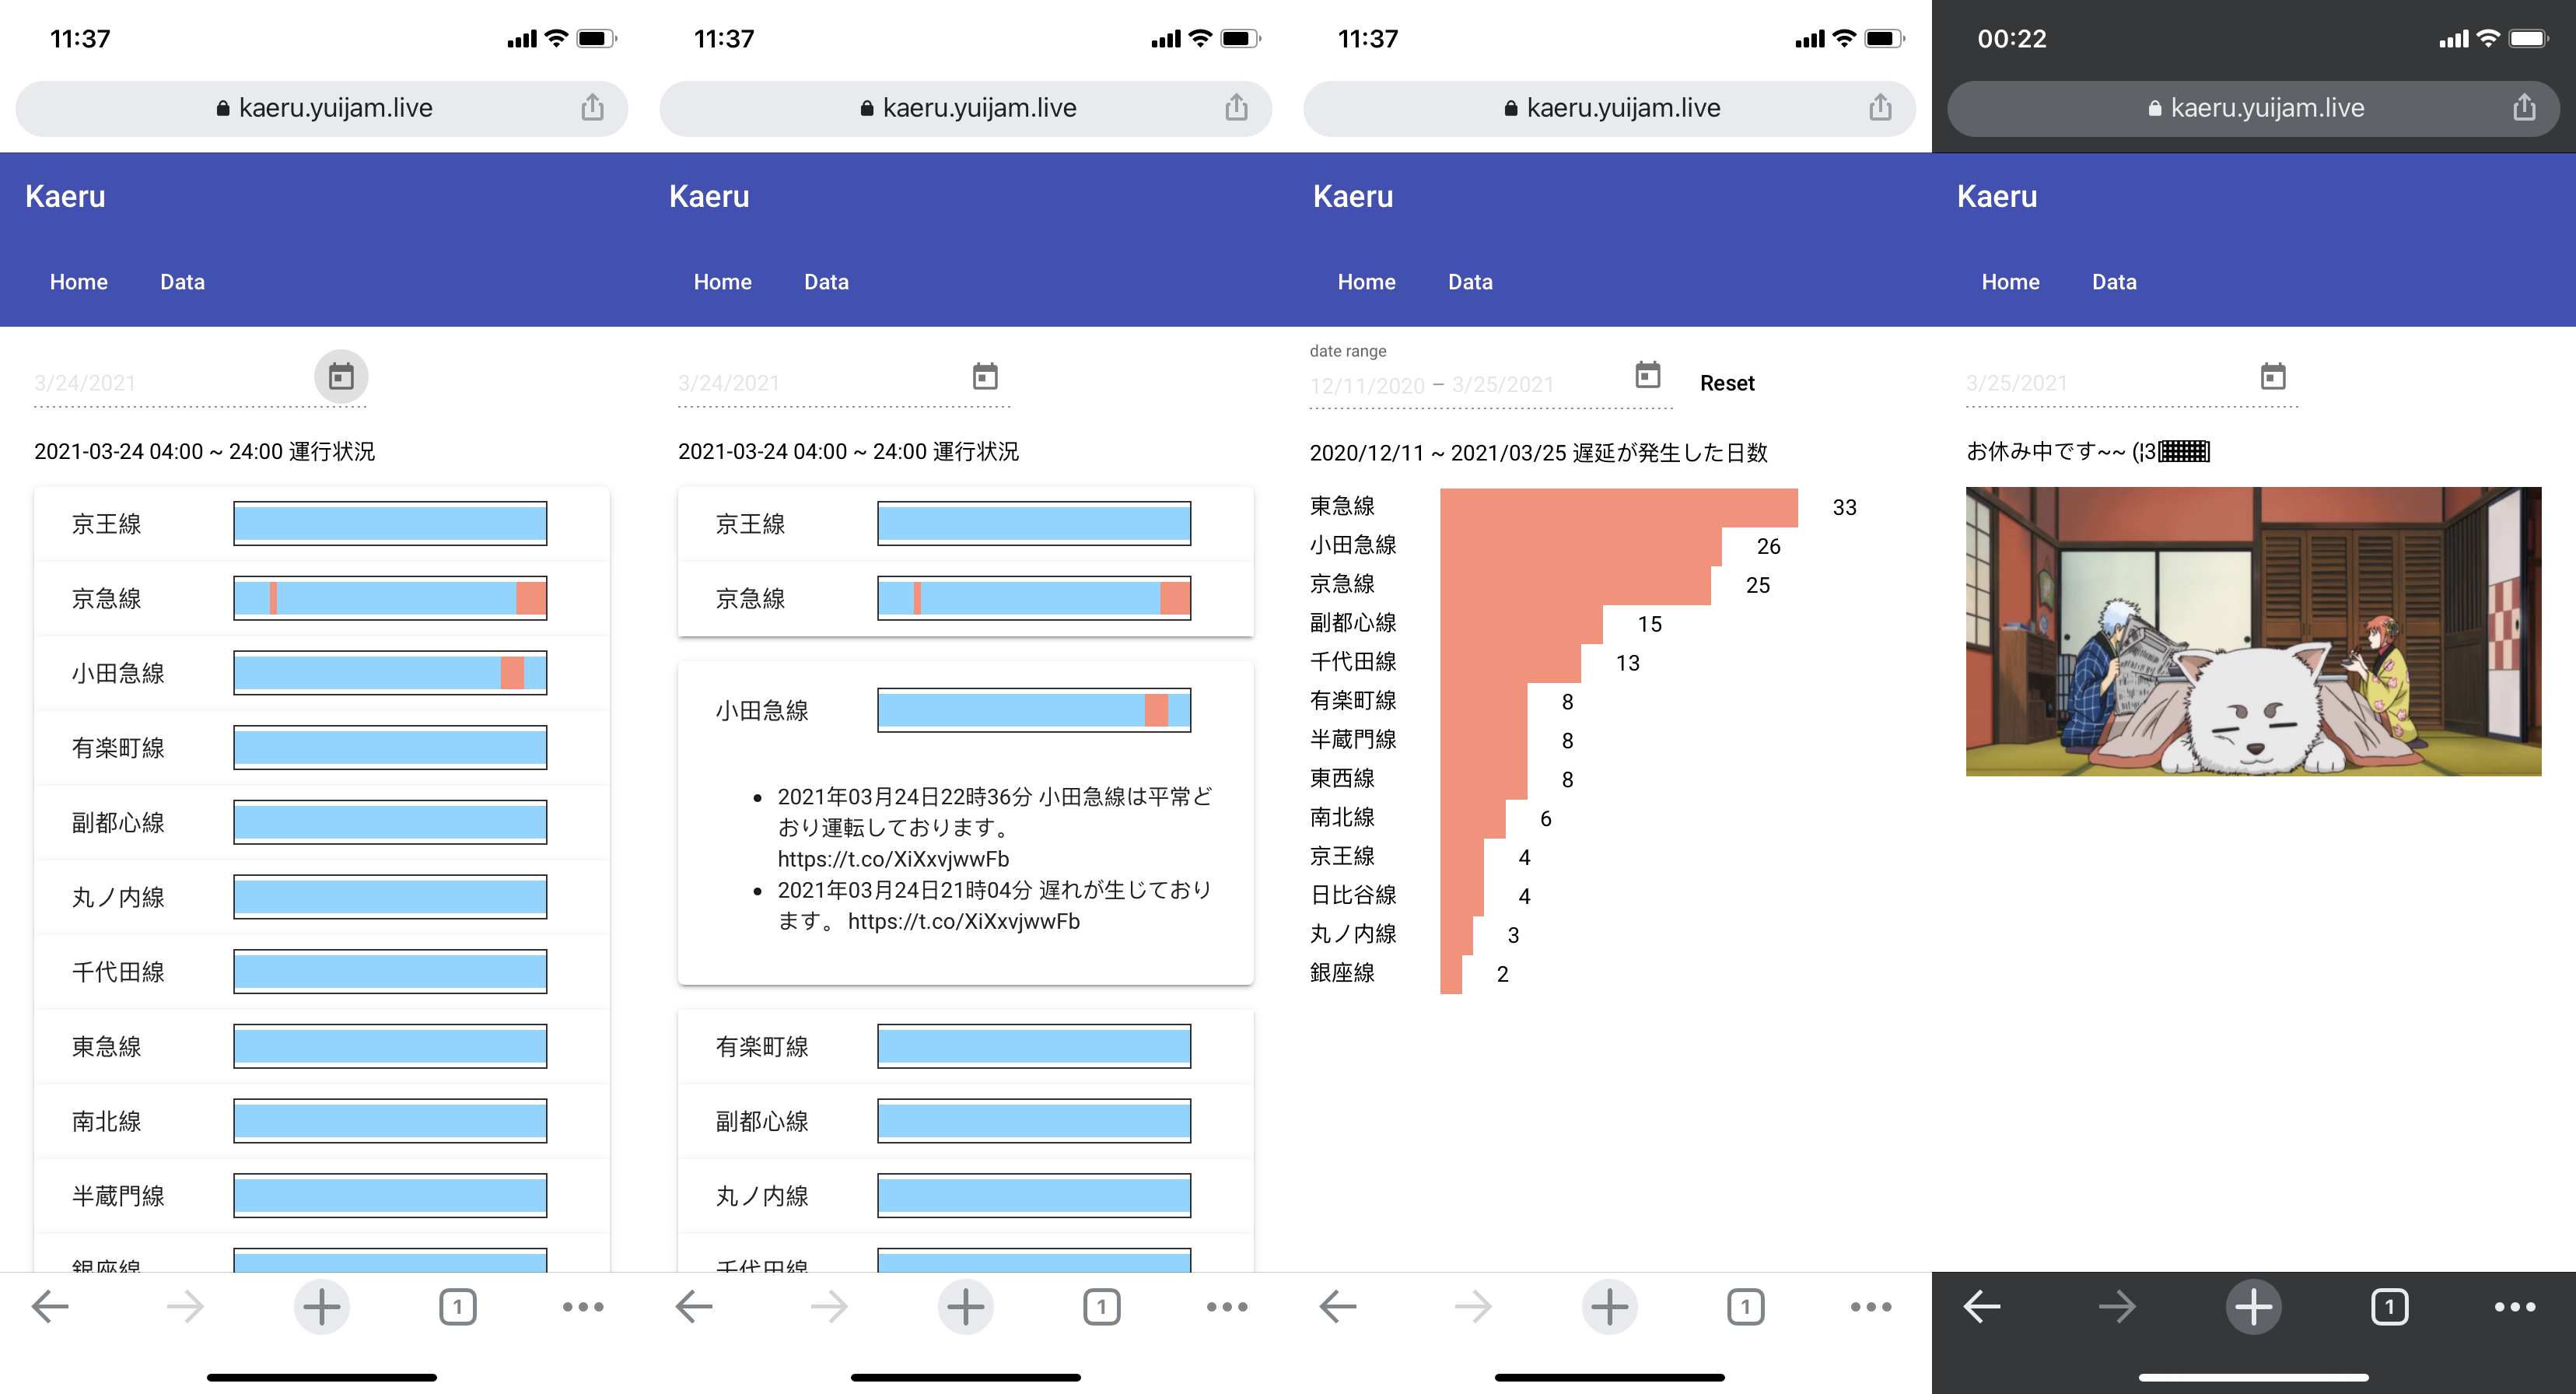 11:37
kaeru.yuijam.live
Kaeru
Home Data
3/24/2021
2021-03-24 04:00 ~ 24:00 運行状況
京王線
京急線
小田急線
有楽町線
副都心線
丸ノ内線
千代田線
東急線
南北線
半蔵門線
銀座線
1
11:37
kaeru.yuijam.live
Kaeru
Home Data
3/24/2021
2021-03-24 04:00 ~ 24:00 運行状況
京王線
京急線
小田急線
• 2021年03月24日22時36分 小田急線は平常ど
おり運転しております。
https://t.co/XiXxvjwwFb
• 2021年03月24日21時04分 遅れが生じており
ます。 https://t.co/XiXxvjwwFb
有楽町線
副都心線
丸ノ内線
千代田線
1
11:37
kaeru.yuijam.live
Kaeru
Home Data
date range
12/11/2020 – 3/25/2021 Reset
2020/12/11 ~ 2021/03/25 遅延が発生した日数
東急線 33
小田急線 26
京急線 25
副都心線 15
千代田線 13
有楽町線 8
半蔵門線 8
東西線 8
南北線 6
京王線 4
日比谷線 4
丸ノ内線 3
銀座線 2
1
00:22
kaeru.yuijam.live
Kaeru
Home Data
3/25/2021
お休み中です~~ (¦3[▓▓]
1